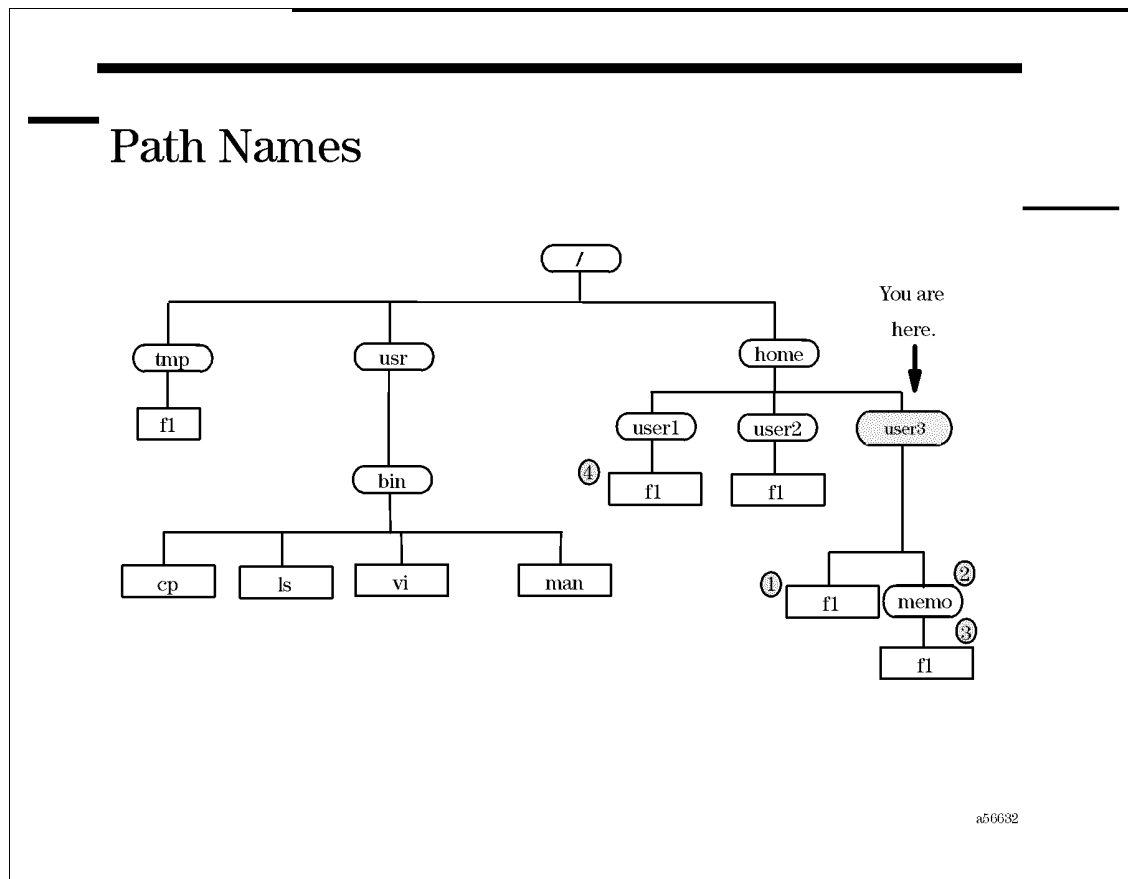 Path Names
/
You are
here.
tmp
usr
home
f1
user1
user2
user3
bin
4
f1
f1
cp
ls
vi
man
1
f1
2
memo
3
f1
a56632